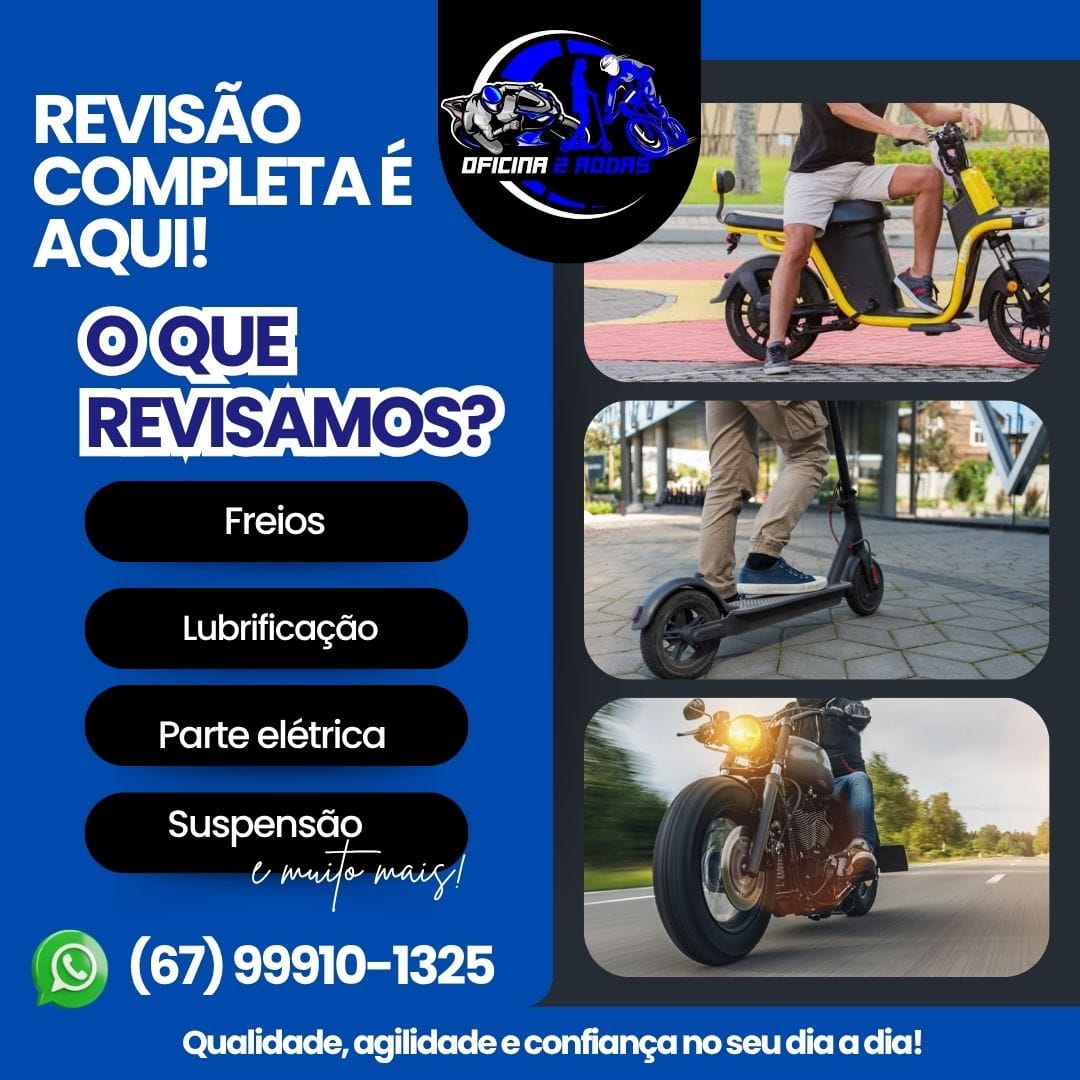 OFICINA 2 RODAS
REVISÃO
COMPLETA É
AQUI!
O QUE
REVISAMOS?
Freios
Lubrificação
Parte elétrica
Suspensão
e muito mais!
(67) 99910-1325
Qualidade, agilidade e confiança no seu dia a dia!